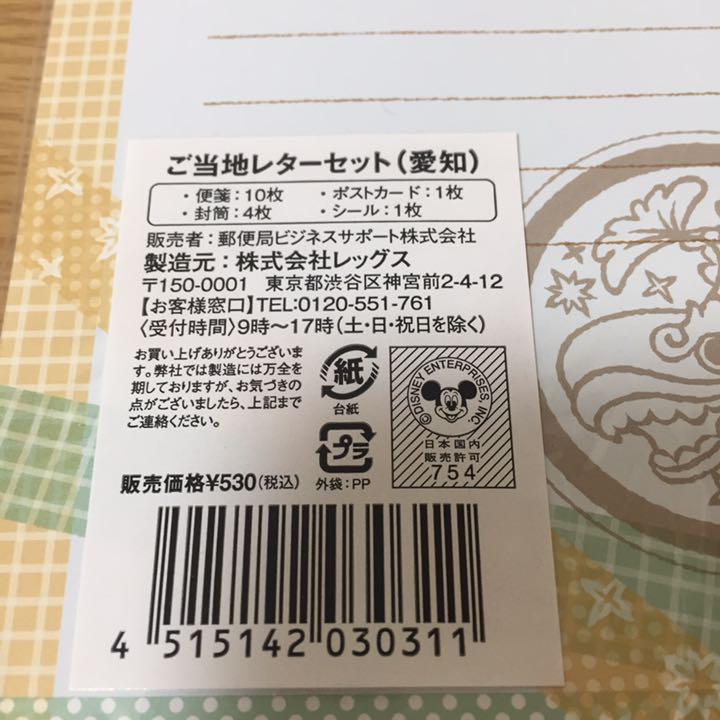 ご当地レターセット（愛知）
・便箋：10枚　・ポストカード：1枚
・封筒：4枚　・シール：1枚
販売者：郵便局ビジネスサポート株式会社
製造元：株式会社レッグス
〒150-0001　東京都渋谷区神宮前2-4-12
【お客様窓口】TEL:0120-551-761
〈受付時間〉9時〜17時（土・日・祝日を除く）
お買い上げありがとうございま
す。弊社では製造には万全を
期しておりますが、お気づきの
点がございましたら、上記まで
ご連絡ください。
紙
台紙
プラ
外袋：PP
©DISNEY ENTERPRISES, INC.
日本国内
販売許可
754
販売価格¥530（税込）
4 515142 030311